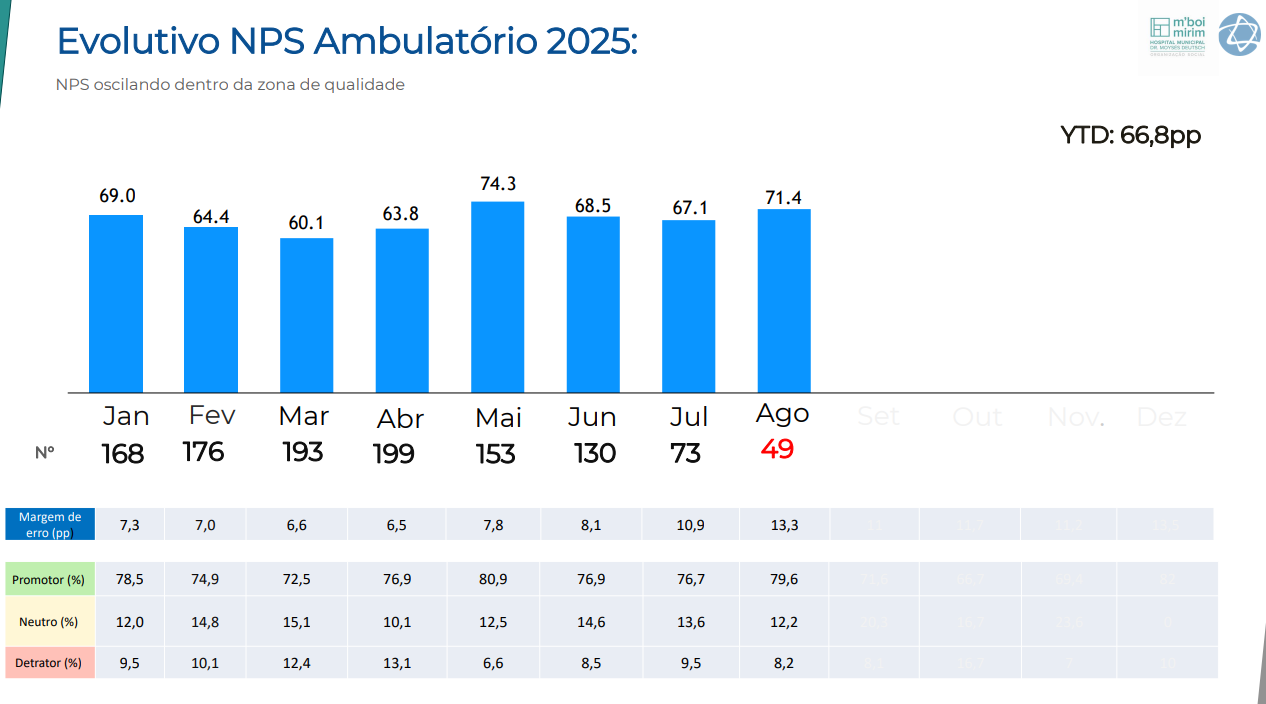 Evolutivo NPS Ambulatório 2025:
m'boi
mirim
HOSPITAL MUNICIPAL
DR. MOYSÉS DEUTSCH
NPS oscilando dentro da zona de qualidade
YTD: 66,8pp
69.0 64.4 60.1 63.8 74.3 68.5 67.1 71.4
Jan Fev Mar Abr Mai Jun Jul Ago Set Out Nov. Dez
Nº 168 176 193 199 153 130 73 49
Margem de
erro (pp) 7,3 7,0 6,6 6,5 7,8 8,1 10,9 13,3
Promotor (%) 78,5 74,9 72,5 76,9 80,9 76,9 76,7 79,6
Neutro (%) 12,0 14,8 15,1 10,1 12,5 14,6 13,6 12,2
Detrator (%) 9,5 10,1 12,4 13,1 6,6 8,5 9,5 8,2